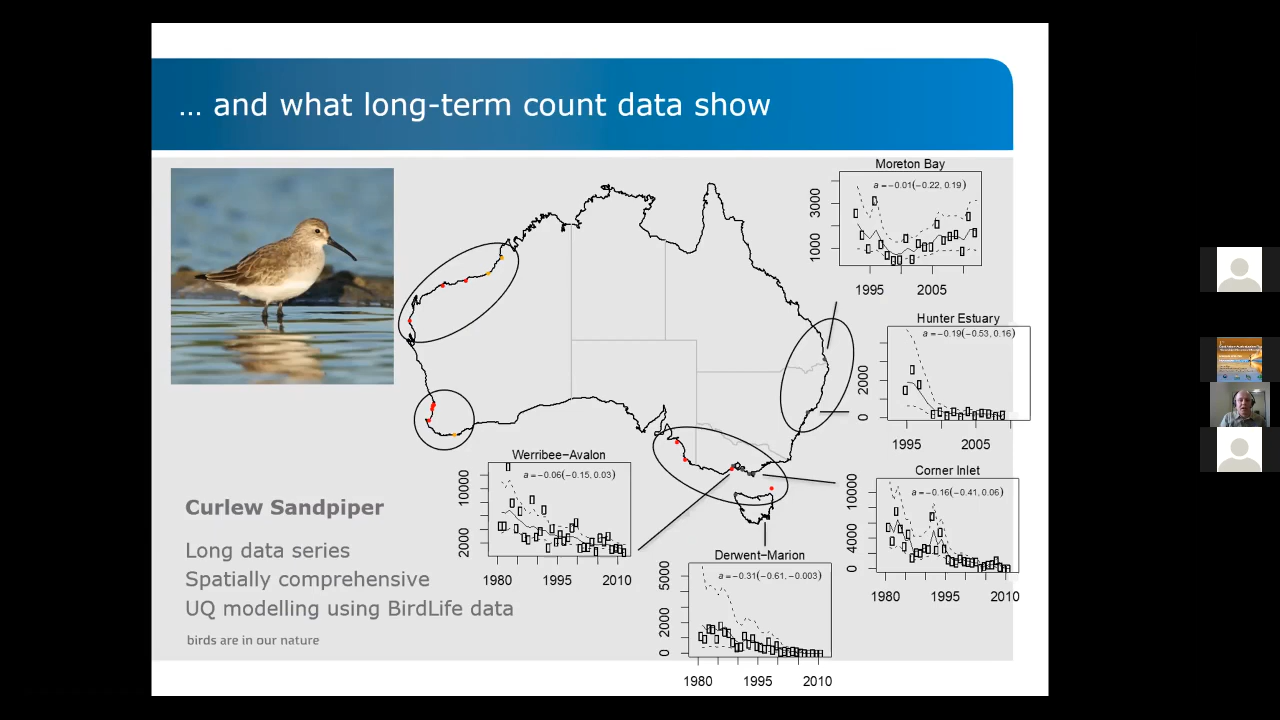 … and what long-term count data show
Moreton Bay
a =−0.01(−0.22, 0.19)
3000
1000
1995 2005
Hunter Estuary
a =−0.19(−0.53, 0.16)
2000
0
1995 2005
Werribee−Avalon
a =−0.06(−0.15, 0.03)
10000
2000
1980 1995 2010
Corner Inlet
a =−0.16(−0.41, 0.06)
10000
4000
0
1980 1995 2010
Derwent−Marion
a =−0.31(−0.61, −0.003)
5000
2000
0
1980 1995 2010
Curlew Sandpiper
Long data series
Spatially comprehensive
UQ modelling using BirdLife data
birds are in our nature